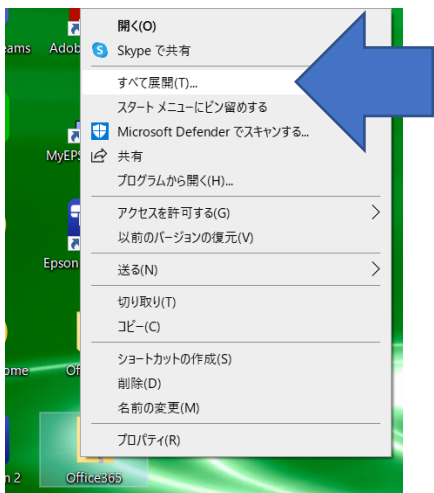 開く(O)
Skype で共有
すべて展開(T)...
スタート メニューにピン留めする
Microsoft Defender でスキャンする...
共有
プログラムから開く(H)...
アクセスを許可する(G)
以前のバージョンの復元(V)
送る(N)
切り取り(T)
コピー(C)
ショートカットの作成(S)
削除(D)
名前の変更(M)
プロパティ(R)
eams
Adob
MyEPS
Epson
ome
Of
n 2
Office365